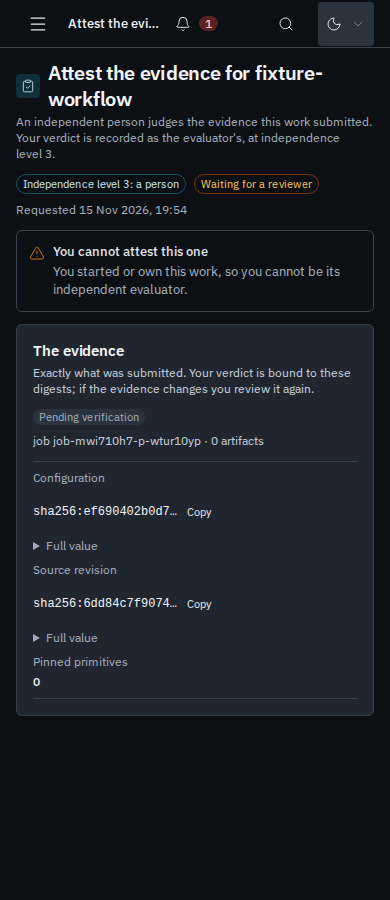 Attest the evi...
1
Attest the evidence for fixture-
workflow
An independent person judges the evidence this work submitted.
Your verdict is recorded as the evaluator's, at independence
level 3.
Independence level 3: a person
Waiting for a reviewer
Requested 15 Nov 2026, 19:54
You cannot attest this one
You started or own this work, so you cannot be its
independent evaluator.
The evidence
Exactly what was submitted. Your verdict is bound to these
digests; if the evidence changes you review it again.
Pending verification
job job-mwi710h7-p-wtur10yp · 0 artifacts
Configuration
sha256:ef690402b0d7… Copy
Full value
Source revision
sha256:6dd84c7f9074… Copy
Full value
Pinned primitives
0